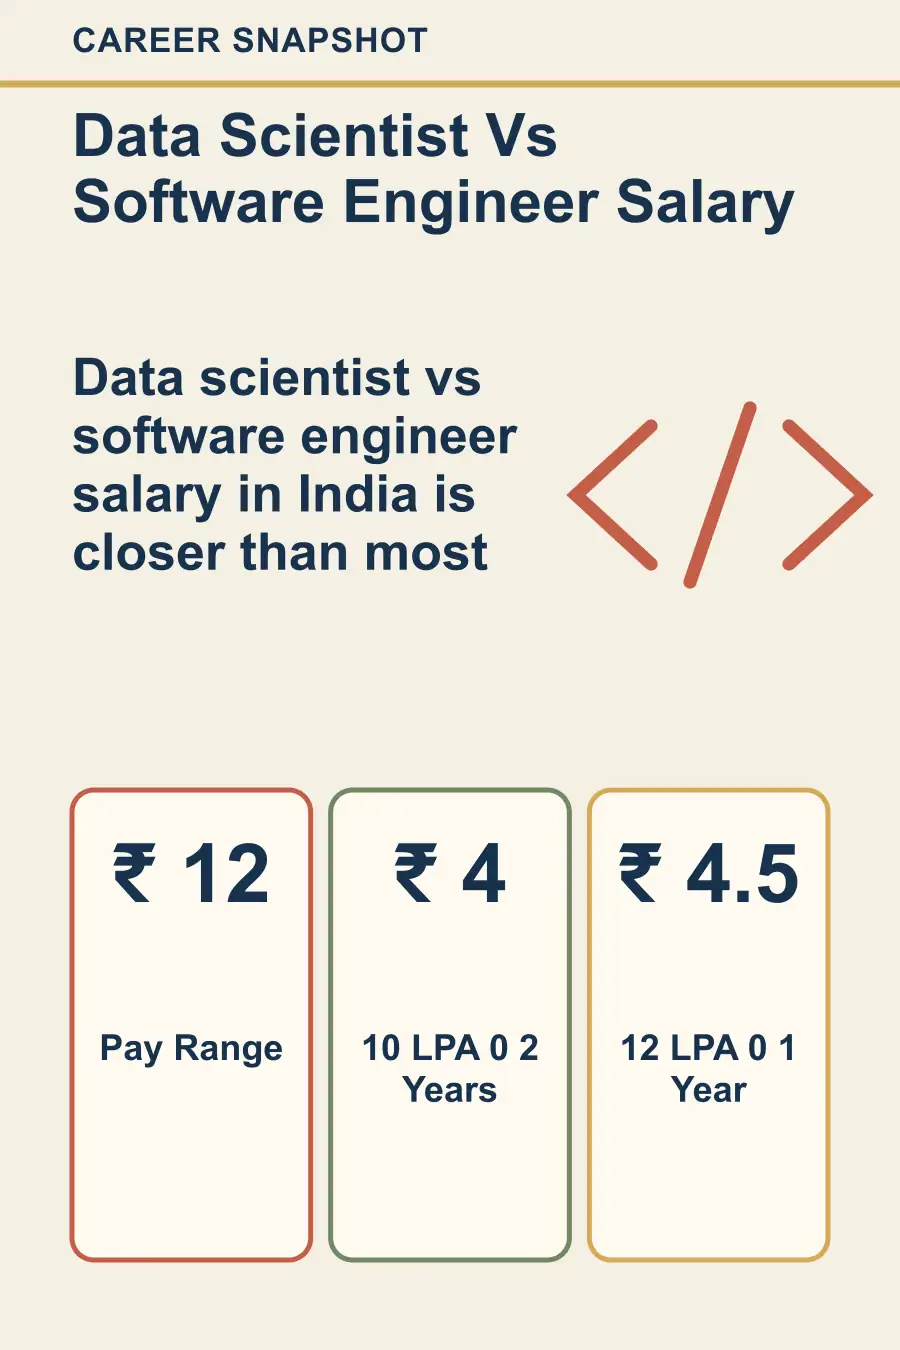 CAREER SNAPSHOT
Data Scientist Vs
Software Engineer Salary
Data scientist vs
software engineer
salary in India is
closer than most
₹ 12
Pay Range
₹ 4
10 LPA 0 2
Years
₹ 4.5
12 LPA 0 1
Year